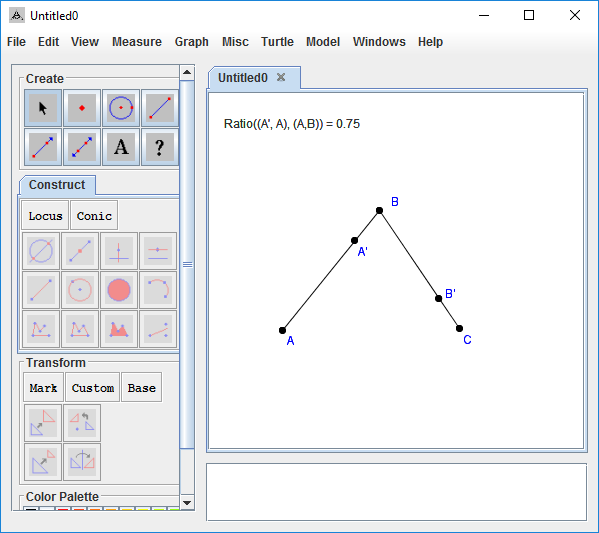 Untitled0
File Edit View Measure Graph Misc Turtle Model Windows Help
Create
A ?
Construct
Locus Conic
Transform
Mark Custom Base
Color Palette
Untitled0
Ratio((A', A), (A,B)) = 0.75
B
A'
B'
A
C